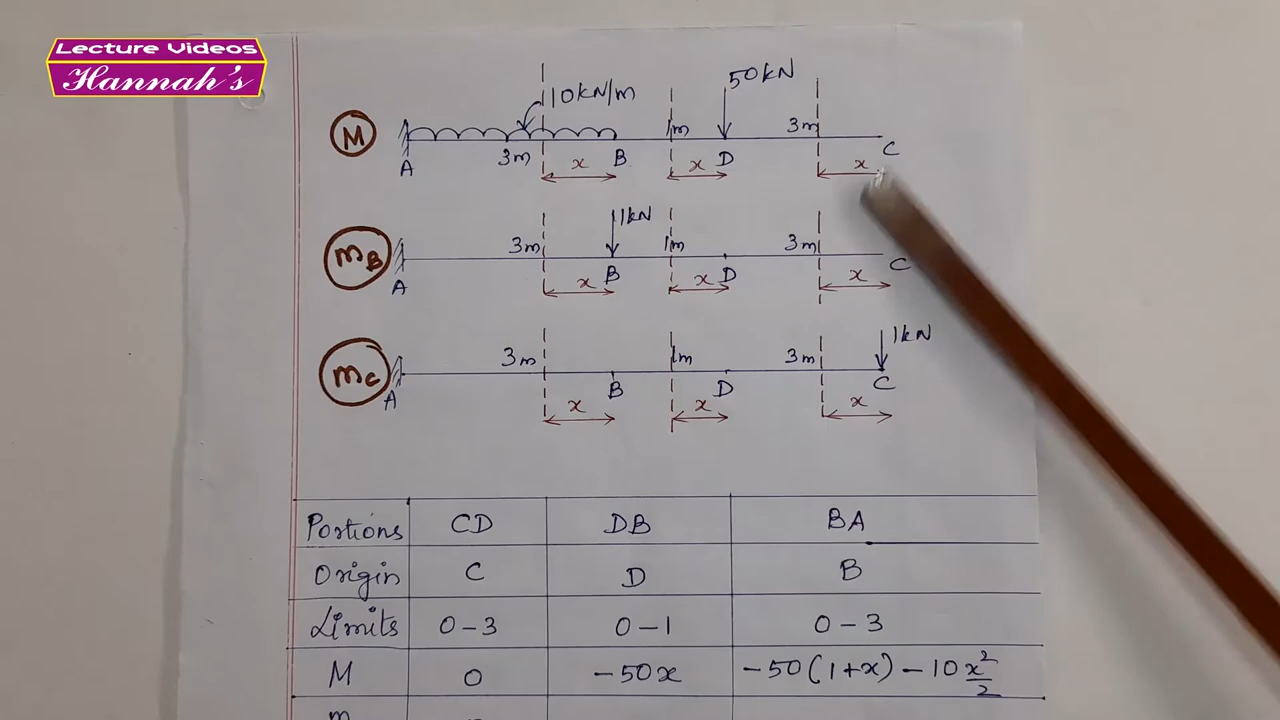 Lecture Videos
Hannah's
M
10kN/m
50kN
A
3m
x
B
1m
x
D
3m
x
C
mB
1kN
A
3m
x
B
1m
x
D
3m
x
C
mC
1kN
A
3m
x
B
1m
x
D
3m
x
C
Portions CD DB BA
Origin C D B
Limits 0-3 0-1 0-3
M 0 -50x -50(1+x) -10x²/2